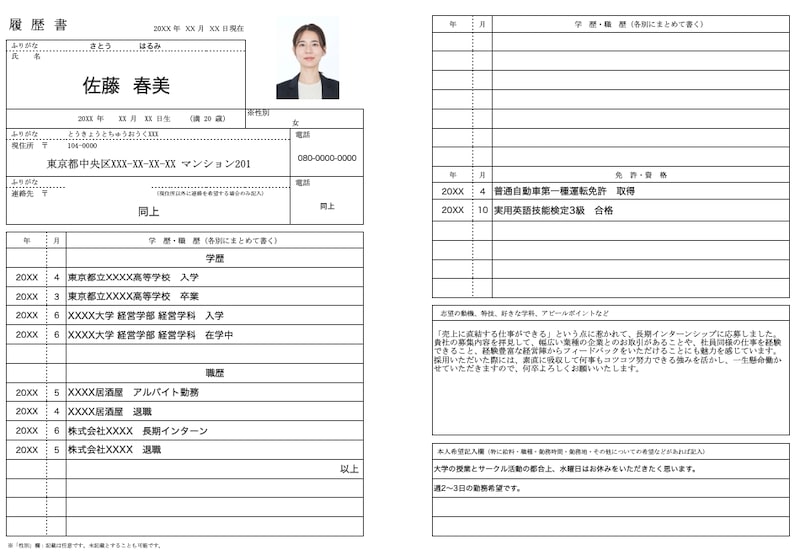 履 歴 書
20XX 年 XX 月 XX 日現在
ふりがな さとう はるみ
氏 名
佐藤 春美
20XX 年 XX 月 XX 日生 (満 20 歳)
※性別
女
ふりがな とうきょうとちゅうおうくXXX
電話
現住所 〒 104-0000
080-0000-0000
東京都中央区XXX-XX-XX-XX マンション201
ふりがな
電話
連絡先 〒 (現住所以外に連絡を希望する場合のみ記入)
同上
同上
年 月 学 歴・職 歴（各別にまとめて書く）
学歴
20XX 4 東京都立XXXX高等学校 入学
20XX 3 東京都立XXXX高等学校 卒業
20XX 6 XXXX大学 経営学部 経営学科 入学
20XX 6 XXXX大学 経営学部 経営学科 在学中
職歴
20XX 5 XXXX居酒屋 アルバイト勤務
20XX 4 XXXX居酒屋 退職
20XX 6 株式会社XXXX 長期インターン
20XX 5 株式会社XXXX 退職
以上
※「性別」欄：記載は任意です。未記載とすることも可能です。
年 月 学 歴・職 歴（各別にまとめて書く）
年 月 免 許・資 格
20XX 4 普通自動車第一種運転免許 取得
20XX 10 実用英語技能検定3級 合格
志望の動機、特技、好きな学科、アピールポイントなど
「売上に直結する仕事ができる」という点に惹かれて、長期インターンシップに応募しました。
貴社の募集内容を拝見して、幅広い業種の企業とのお取引があることや、社員同様の仕事を経験
できること、経験豊富な経営陣からフィードバックをいただけることにも魅力を感じています。
採用いただいた際には、素直に吸収して何事もコツコツ努力できる強みを活かし、一生懸命働か
せていただきますので、何卒よろしくお願いいたします。
本人希望記入欄（特に給料・職種・勤務時間・勤務地・その他についての希望などがあれば記入）
大学の授業とサークル活動の都合上、水曜日はお休みをいただきたく思います。
週2〜3日の勤務希望です。